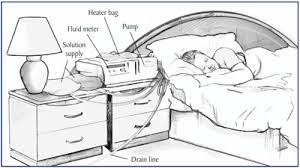 Heater bag
Pump
Fluid meter
Solution
supply
Drain line